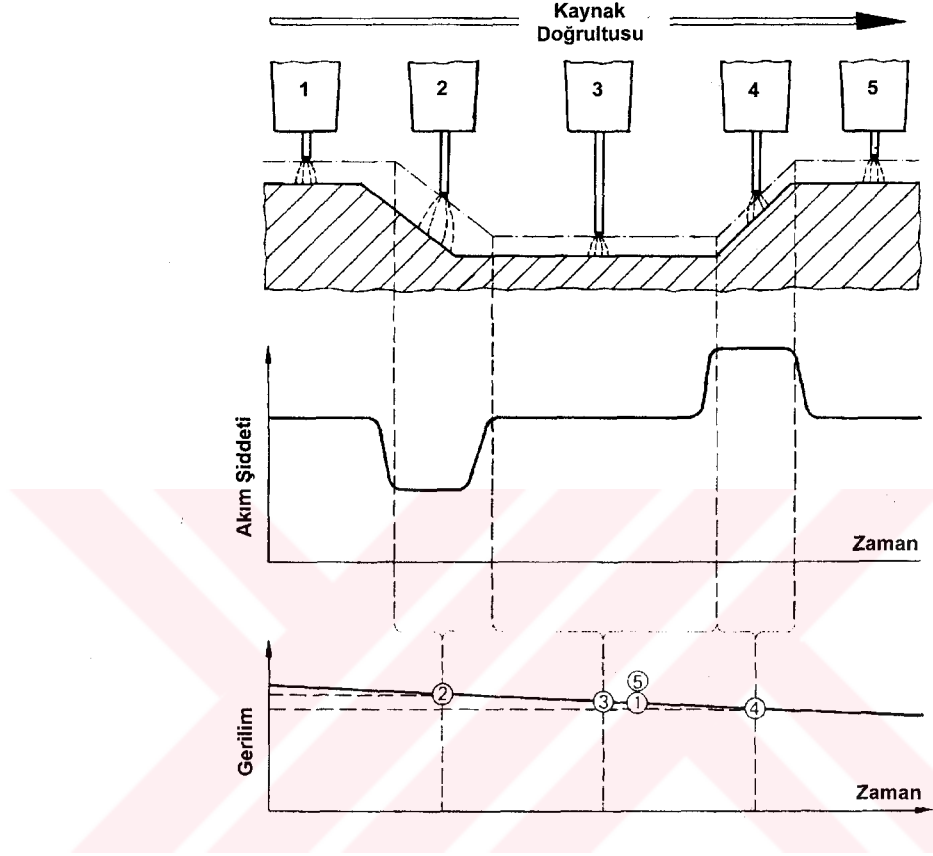 Kaynak
Doğrultusu
1
2
3
4
5
Akım Şiddeti
Zaman
Gerilim
2
3
5
1
4
Zaman